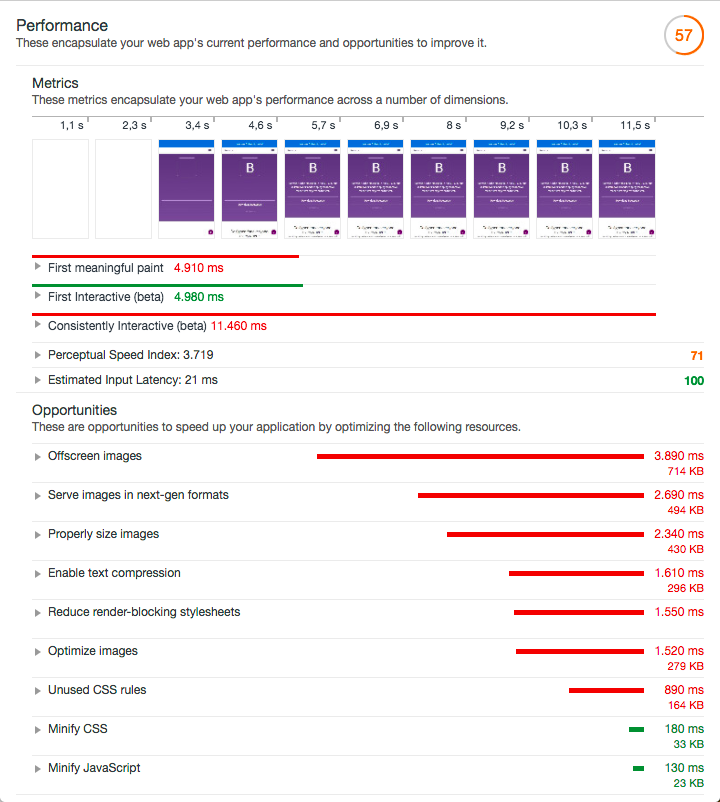 Performance
57
These encapsulate your web app's current performance and opportunities to improve it.
Metrics
These metrics encapsulate your web app's performance across a number of dimensions.
1,1 s 2,3 s 3,4 s 4,6 s 5,7 s 6,9 s 8 s 9,2 s 10,3 s 11,5 s
B B B B B B B
First meaningful paint 4.910 ms
First Interactive (beta) 4.980 ms
Consistently Interactive (beta) 11.460 ms
Perceptual Speed Index: 3.719 71
Estimated Input Latency: 21 ms 100
Opportunities
These are opportunities to speed up your application by optimizing the following resources.
Offscreen images 3.890 ms
714 KB
Serve images in next-gen formats 2.690 ms
494 KB
Properly size images 2.340 ms
430 KB
Enable text compression 1.610 ms
296 KB
Reduce render-blocking stylesheets 1.550 ms
Optimize images 1.520 ms
279 KB
Unused CSS rules 890 ms
164 KB
Minify CSS 180 ms
33 KB
Minify JavaScript 130 ms
23 KB